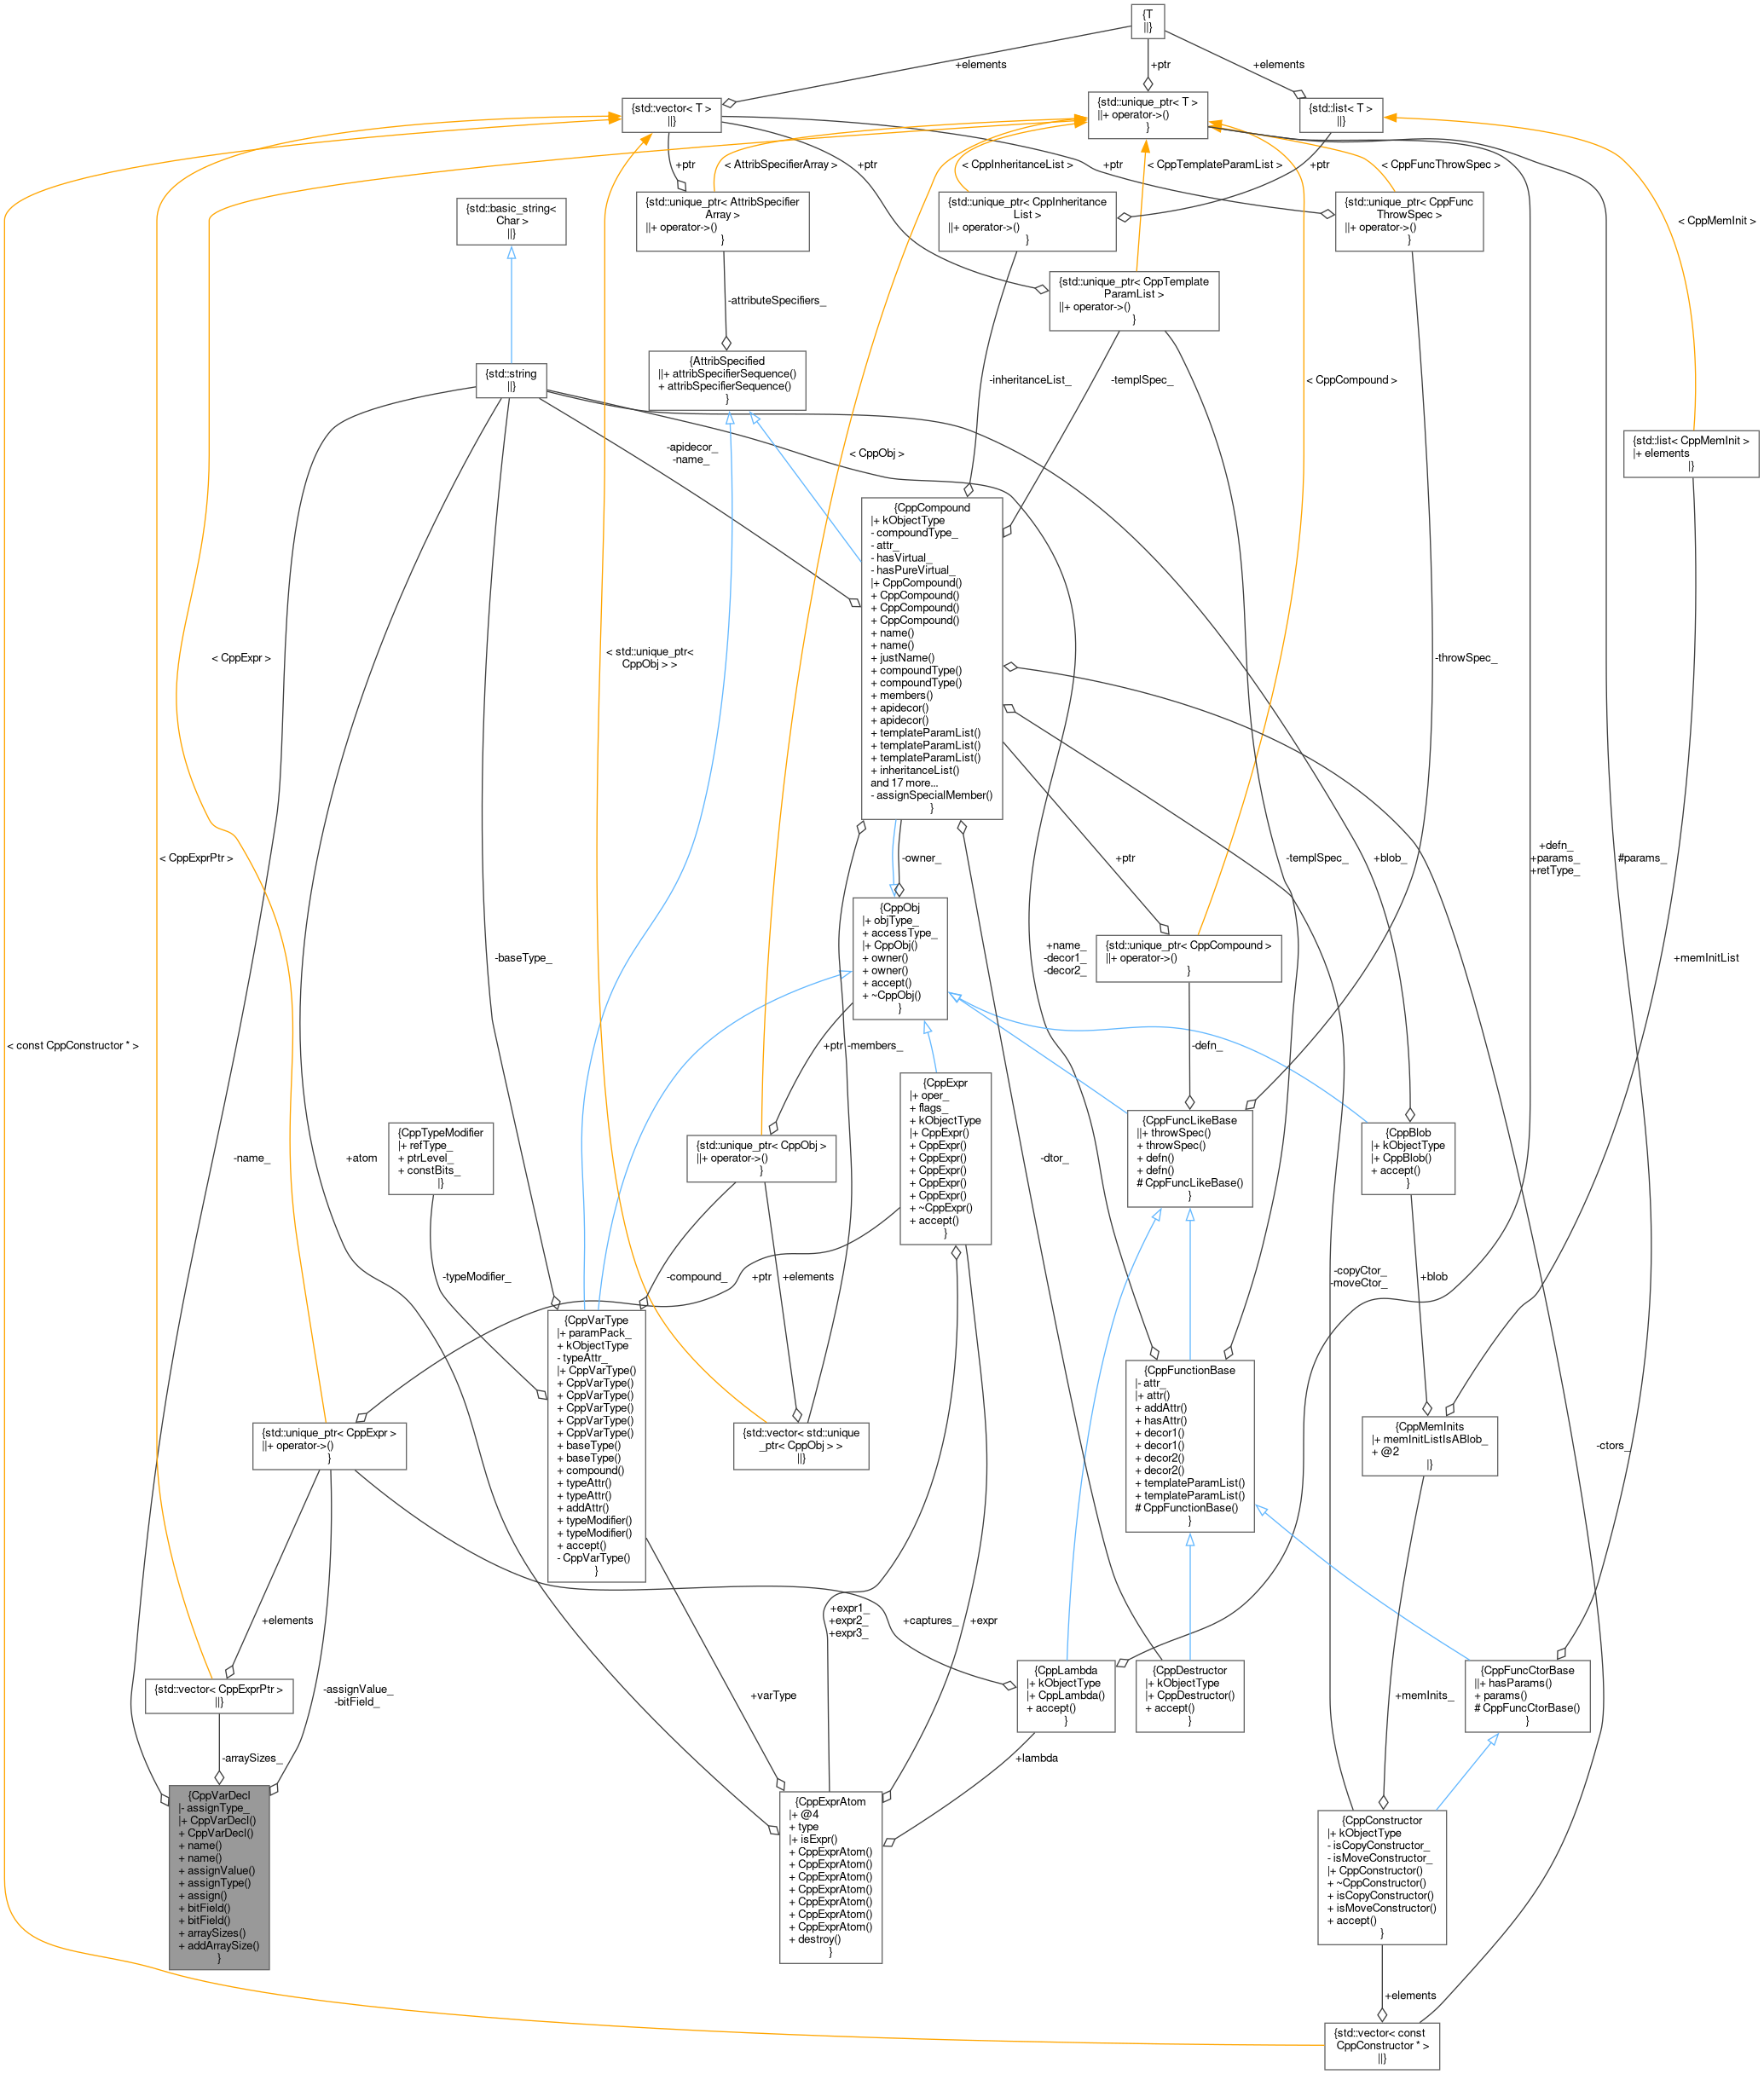 {T
||}
+elements
+ptr
+elements
{std::vector< T >
||}
{std::unique_ptr< T >
||+ operator->()
}
{std::list< T >
||}
+ptr
< AttribSpecifierArray >
+ptr
< CppInheritanceList >
+ptr
< CppTemplateParamList >
+ptr
< CppFuncThrowSpec >
{std::basic_string<
Char >
||}
{std::unique_ptr< AttribSpecifier
Array >
||+ operator->()
}
{std::unique_ptr< CppInheritance
List >
||+ operator->()
}
{std::unique_ptr< CppFunc
ThrowSpec >
||+ operator->()
}
< CppMemInit >
{std::unique_ptr< CppTemplate
ParamList >
||+ operator->()
}
-attributeSpecifiers_
{std::string
||}
{AttribSpecified
||+ attribSpecifierSequence()
+ attribSpecifierSequence()
}
-inheritanceList_
-templSpec_
< CppCompound >
{std::list< CppMemInit >
|+ elements
|}
-apidecor_
-name_
< CppObj >
{CppCompound
|+ kObjectType
- compoundType_
- attr_
- hasVirtual_
- hasPureVirtual_
|+ CppCompound()
+ CppCompound()
+ CppCompound()
+ CppCompound()
+ name()
+ name()
+ justName()
+ compoundType()
+ compoundType()
+ members()
+ apidecor()
+ apidecor()
+ templateParamList()
+ templateParamList()
+ templateParamList()
+ inheritanceList()
and 17 more...
- assignSpecialMember()
}
< CppExpr >
< std::unique_ptr<
CppObj > >
-throwSpec_
< CppExprPtr >
-owner_
+ptr
-templSpec_
+blob_
+defn_
+params_
+retType_
#params_
{CppObj
|+ objType_
+ accessType_
|+ CppObj()
+ owner()
+ owner()
+ accept()
+ ~CppObj()
}
-baseType_
+name_
-decor1_
-decor2_
{std::unique_ptr< CppCompound >
||+ operator->()
}
+memInitList
< const CppConstructor * >
+ptr
-members_
-defn_
{CppExpr
|+ oper_
+ flags_
+ kObjectType
|+ CppExpr()
+ CppExpr()
+ CppExpr()
+ CppExpr()
+ CppExpr()
+ CppExpr()
+ ~CppExpr()
+ accept()
}
{CppTypeModifier
|+ refType_
+ ptrLevel_
+ constBits_
|}
{std::unique_ptr< CppObj >
||+ operator->()
}
{CppFuncLikeBase
||+ throwSpec()
+ throwSpec()
+ defn()
+ defn()
# CppFuncLikeBase()
}
{CppBlob
|+ kObjectType
|+ CppBlob()
+ accept()
}
-name_
+atom
-dtor_
-typeModifier_
-compound_
+ptr
+elements
-copyCtor_
-moveCtor_
+blob
{CppVarType
|+ paramPack_
+ kObjectType
- typeAttr_
|+ CppVarType()
+ CppVarType()
+ CppVarType()
+ CppVarType()
+ CppVarType()
+ CppVarType()
+ baseType()
+ baseType()
+ compound()
+ typeAttr()
+ typeAttr()
+ addAttr()
+ typeModifier()
+ typeModifier()
+ accept()
- CppVarType()
}
{CppFunctionBase
|- attr_
|+ attr()
+ addAttr()
+ hasAttr()
+ decor1()
+ decor1()
+ decor2()
+ decor2()
+ templateParamList()
+ templateParamList()
# CppFunctionBase()
}
{std::unique_ptr< CppExpr >
||+ operator->()
}
{std::vector< std::unique
_ptr< CppObj > >
||}
{CppMemInits
|+ memInitListIsABlob_
+ @2
|}
-ctors_
+elements
+expr1_
+expr2_
+expr3_
+captures_
+expr
{std::vector< CppExprPtr >
||}
-assignValue_
-bitField_
+varType
{CppLambda
|+ kObjectType
|+ CppLambda()
+ accept()
}
{CppDestructor
|+ kObjectType
|+ CppDestructor()
+ accept()
}
+memInits_
{CppFuncCtorBase
||+ hasParams()
+ params()
# CppFuncCtorBase()
}
-arraySizes_
+lambda
{CppVarDecl
|- assignType_
|+ CppVarDecl()
+ CppVarDecl()
+ name()
+ name()
+ assignValue()
+ assignType()
+ assign()
+ bitField()
+ bitField()
+ arraySizes()
+ addArraySize()
}
{CppExprAtom
|+ @4
+ type
|+ isExpr()
+ CppExprAtom()
+ CppExprAtom()
+ CppExprAtom()
+ CppExprAtom()
+ CppExprAtom()
+ CppExprAtom()
+ CppExprAtom()
+ destroy()
}
{CppConstructor
|+ kObjectType
- isCopyConstructor_
- isMoveConstructor_
|+ CppConstructor()
+ ~CppConstructor()
+ isCopyConstructor()
+ isMoveConstructor()
+ accept()
}
+elements
{std::vector< const
CppConstructor * >
||}